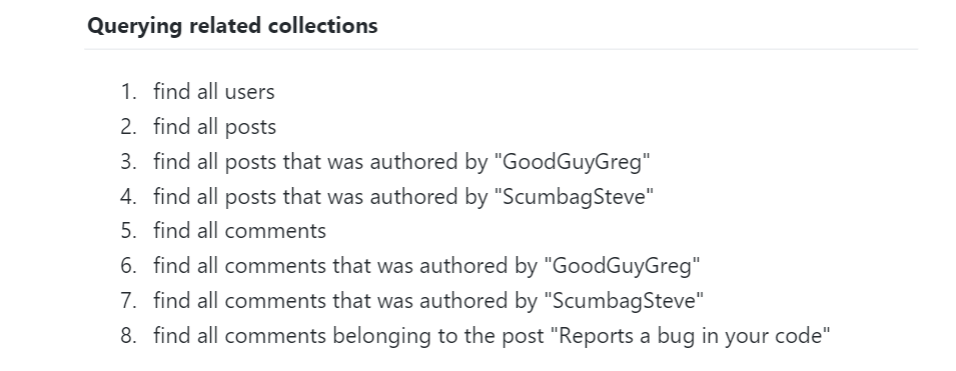 Querying related collections
1. find all users
2. find all posts
3. find all posts that was authored by "GoodGuyGreg"
4. find all posts that was authored by "ScumbagSteve"
5. find all comments
6. find all comments that was authored by "GoodGuyGreg"
7. find all comments that was authored by "ScumbagSteve"
8. find all comments belonging to the post "Reports a bug in your code"